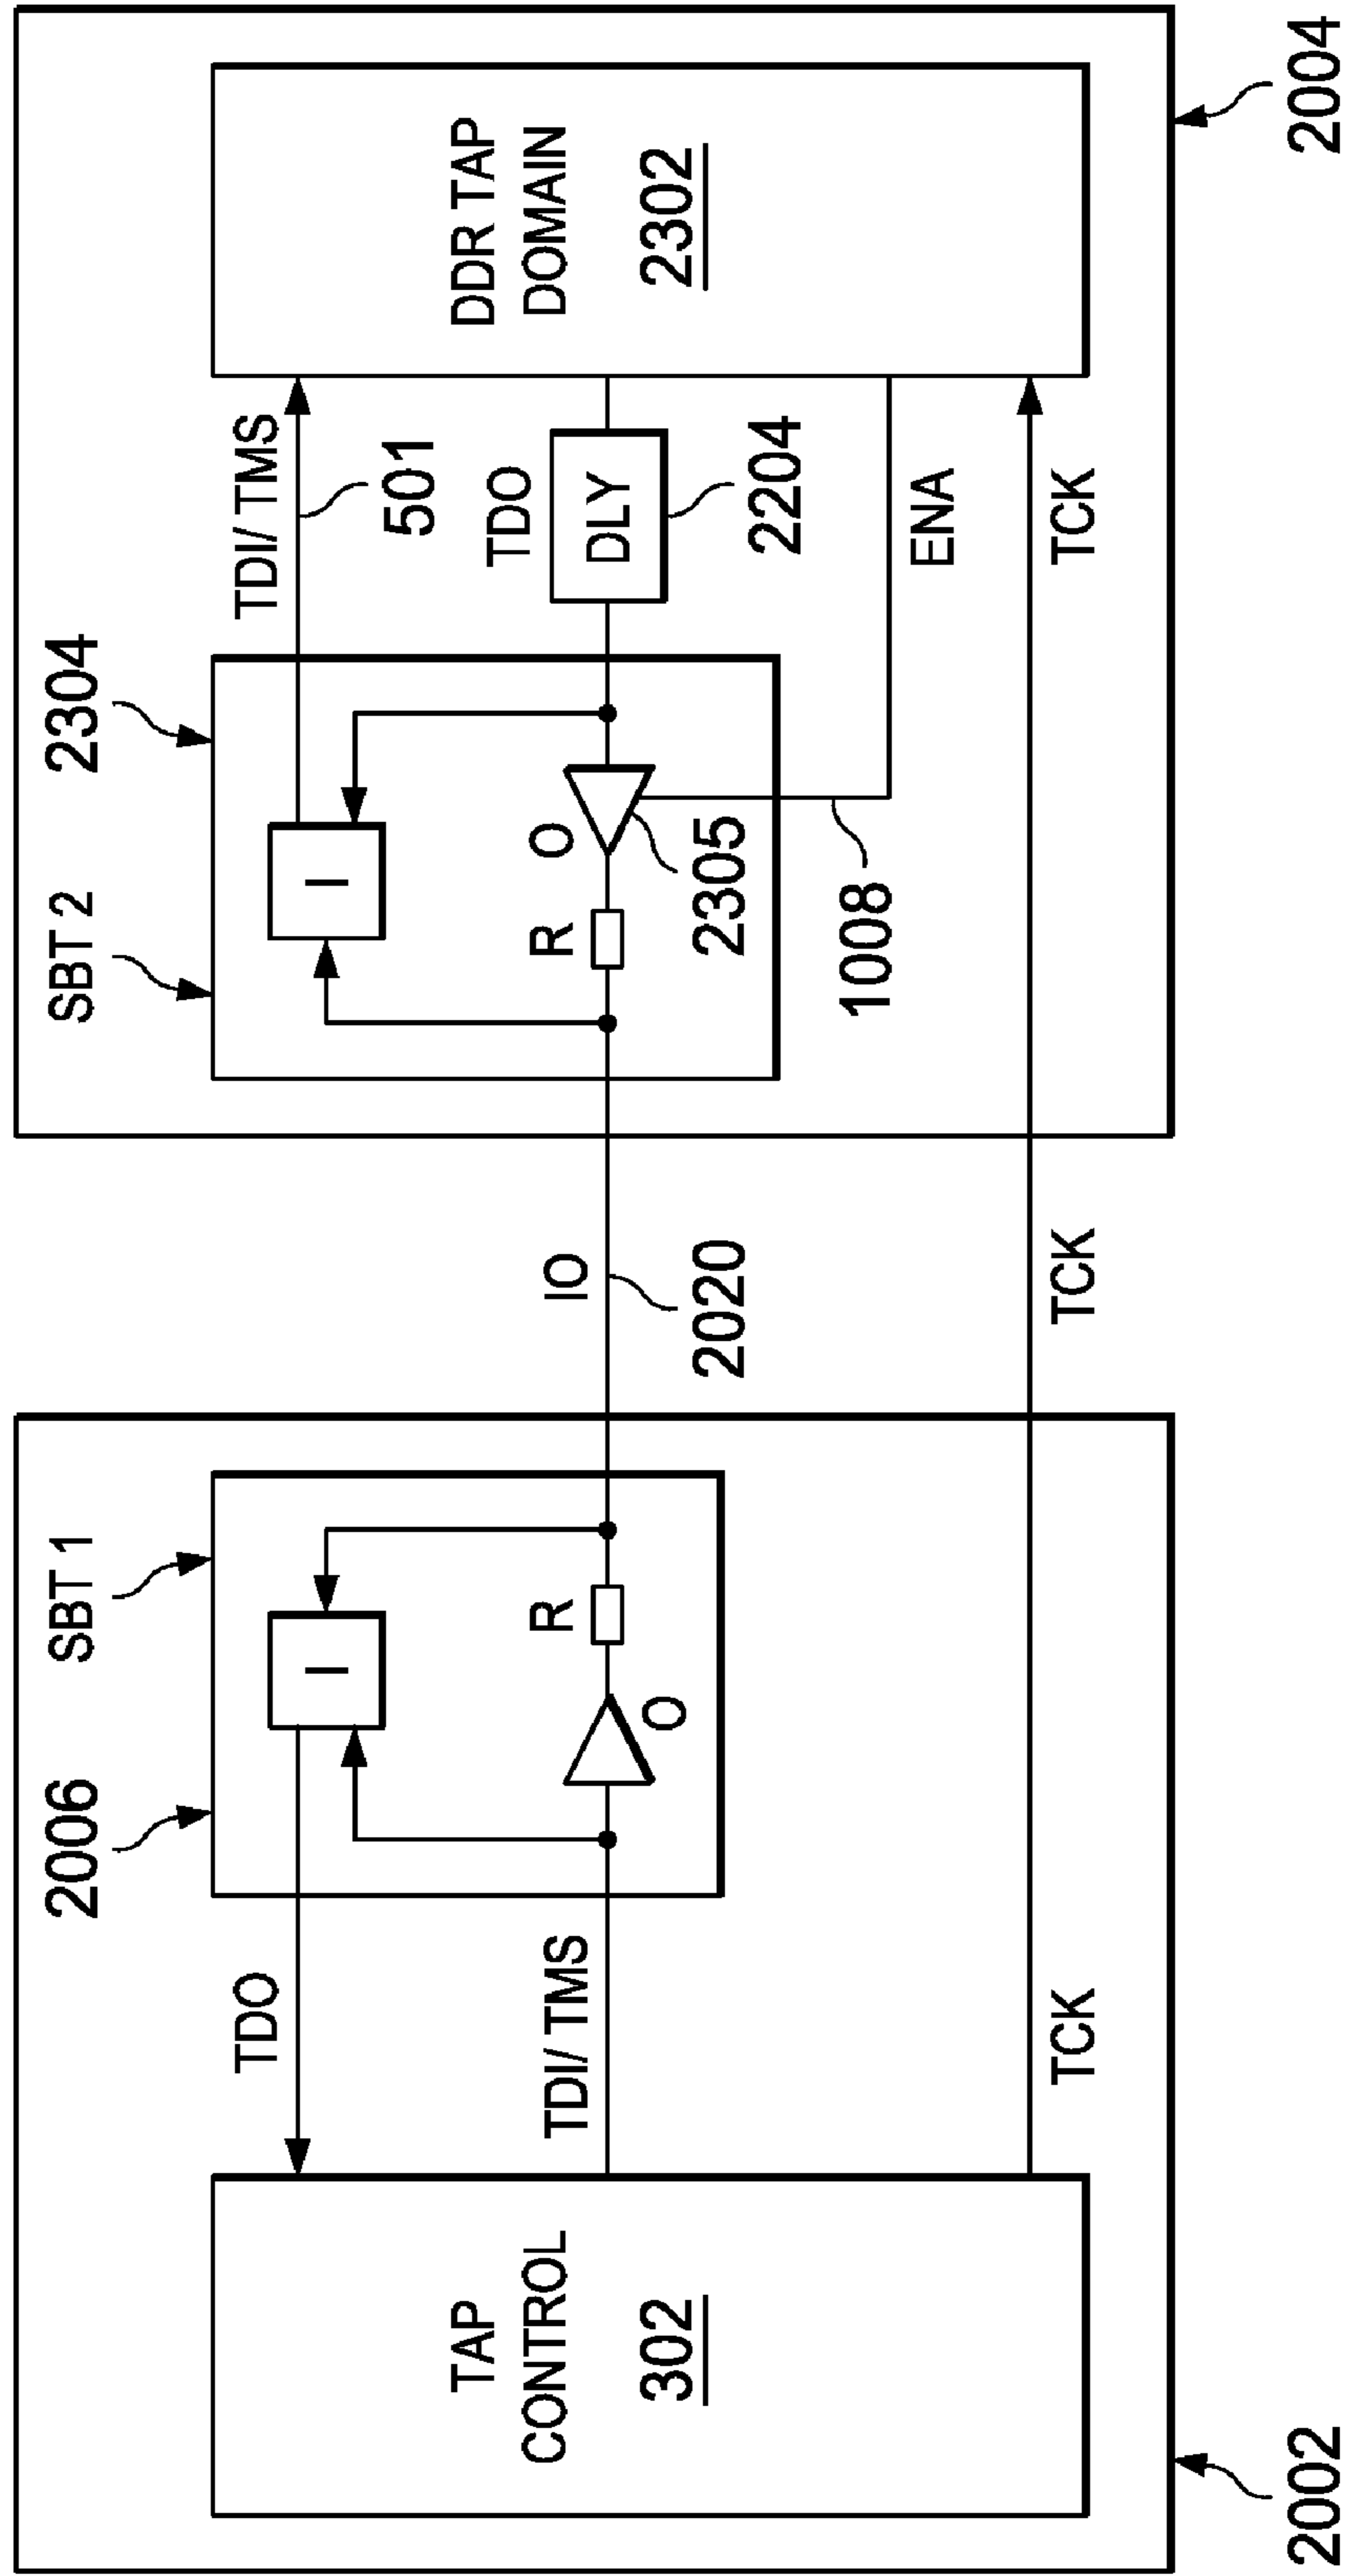 2006
SBT 1
SBT 2
2304
TDO
TDI/ TMS
501
I
I
TAP
CONTROL
302
TDI/ TMS
O
R
IO
2020
R
O
2305
TDO
DLY
2204
DDR TAP
DOMAIN
2302
1008
ENA
TCK
TCK
TCK
2002
2004